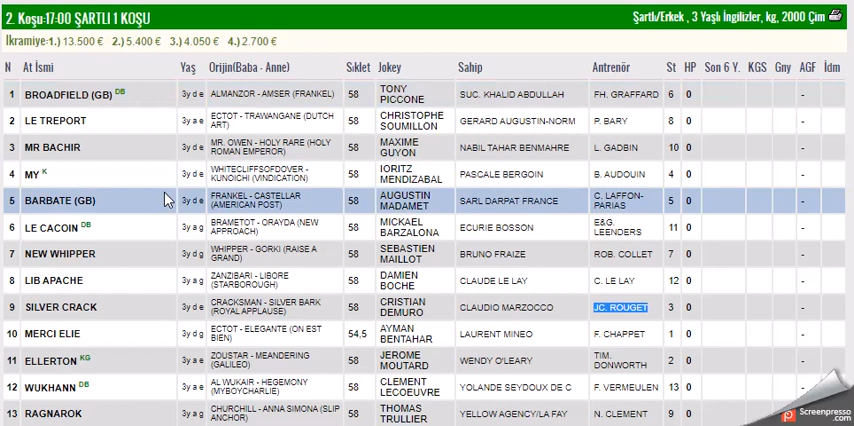 2. Koşu:17:00 ŞARTLI 1 KOŞU Şartlı/Erkek , 3 Yaşlı İngilizler, kg, 2000 Çim
İkramiye:1.) 13.500 € 2.) 5.400 € 3.) 4.050 € 4.) 2.700 €
N At İsmi Yaş Orijin(Baba - Anne) Sıklet Jokey Sahip Antrenör St HP Son 6 Y. KGS Gny AGF İdm
1 BROADFIELD (GB) DB 3y d e ALMANZOR - AMSER (FRANKEL) 58 TONY PICCONE SUC. KHALID ABDULLAH FH. GRAFFARD 6 0 -
2 LE TREPORT 3y a e ECTOT - TRAWANGANE (DUTCH ART) 58 CHRISTOPHE SOUMILLON GERARD AUGUSTIN-NORM P. BARY 8 0 -
3 MR BACHIR 3y d e MR. OWEN - HOLY RARE (HOLY ROMAN EMPEROR) 58 MAXIME GUYON NABIL TAHAR BENMAHRE L. GADBIN 10 0 -
4 MY K 3y d e WHITECLIFFSOFDOVER - KUNOICHI (VINDICATION) 58 IORITZ MENDIZABAL PASCALE BERGOIN B. AUDOUIN 4 0 -
5 BARBATE (GB) 3y d e FRANKEL - CASTELLAR (AMERICAN POST) 58 AUGUSTIN MADAMET SARL DARPAT FRANCE C. LAFFON-PARIAS 5 0 -
6 LE CACOIN DB 3y a g BRAMETOT - ORAYDA (NEW APPROACH) 58 MICKAEL BARZALONA ECURIE BOSSON E&G. LEENDERS 11 0 -
7 NEW WHIPPER 3y d g WHIPPER - GORKI (RAISE A GRAND) 58 SEBASTIEN MAILLOT BRUNO FRAIZE ROB. COLLET 7 0 -
8 LIB APACHE 3y a g ZANZIBARI - LIBORE (STARBOROUGH) 58 DAMIEN BOCHE CLAUDE LE LAY C. LE LAY 12 0 -
9 SILVER CRACK 3y d e CRACKSMAN - SILVER BARK (ROYAL APPLAUSE) 58 CRISTIAN DEMURO CLAUDIO MARZOCCO JC. ROUGET 3 0 -
10 MERCI ELIE 3y d g ECTOT - ELEGANTE (ON EST BIEN) 54,5 AYMAN BENTAHAR LAURENT MINEO F. CHAPPET 1 0 -
11 ELLERTON KG 3y a e ZOUSTAR - MEANDERING (GALILEO) 58 JEROME MOUTARD WENDY O'LEARY TIM. DONWORTH 2 0 -
12 WUKHANN DB 3y a e AL WUKAIR - HEGEMONY (MYBOYCHARLIE) 58 CLEMENT LECOEUVRE YOLANDE SEYDOUX DE C F. VERMEULEN 13 0 -
13 RAGNAROK 3y a g CHURCHILL - ANNA SIMONA (SLIP ANCHOR) 58 THOMAS TRULLIER YELLOW AGENCY/LA FAY N. CLEMENT 9 0 -
Screenpresso
.com